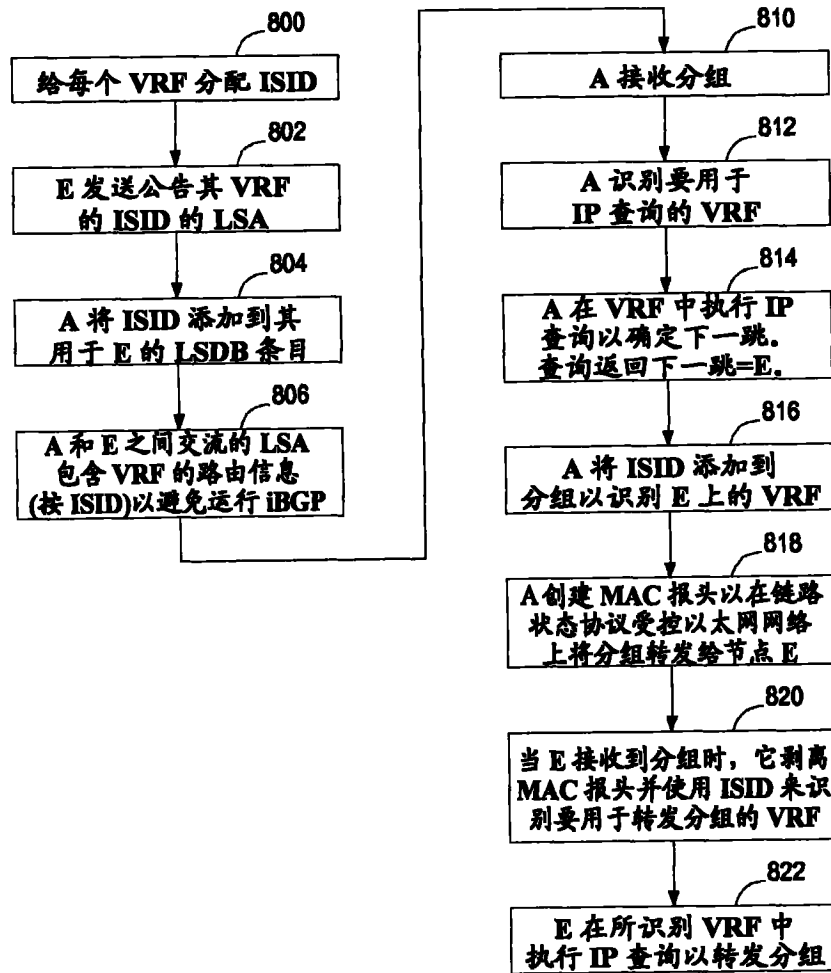 800
给每个 VRF 分配 ISID
802
E 发送公告其 VRF
的 ISID 的 LSA
804
A 将 ISID 添加到其
用于 E 的 LSDB 条目
806
A 和 E 之间交流的 LSA
包含 VRF 的路由信息
(按 ISID)以避免运行 iBGP
810
A 接收分组
812
A 识别要用于
IP 查询的 VRF
814
A 在 VRF 中执行 IP
查询以确定下一跳。
查询返回下一跳=E。
816
A 将 ISID 添加到
分组以识别 E 上的 VRF
818
A 创建 MAC 报头以在链路
状态协议受控以太网网络
上将分组转发给节点 E
820
当 E 接收到分组时，它剥离
MAC 报头并使用 ISID 来识
别要用于转发分组的 VRF
822
E 在所识别 VRF 中
执行 IP 查询以转发分组